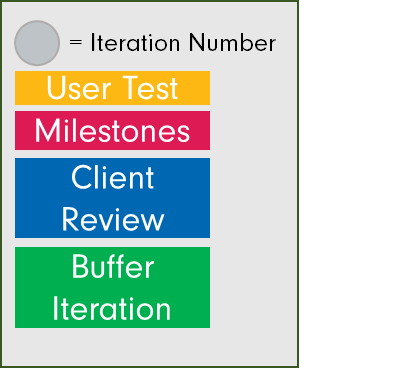 = Iteration Number
User Test
Milestones
Client
Review
Buffer
Iteration